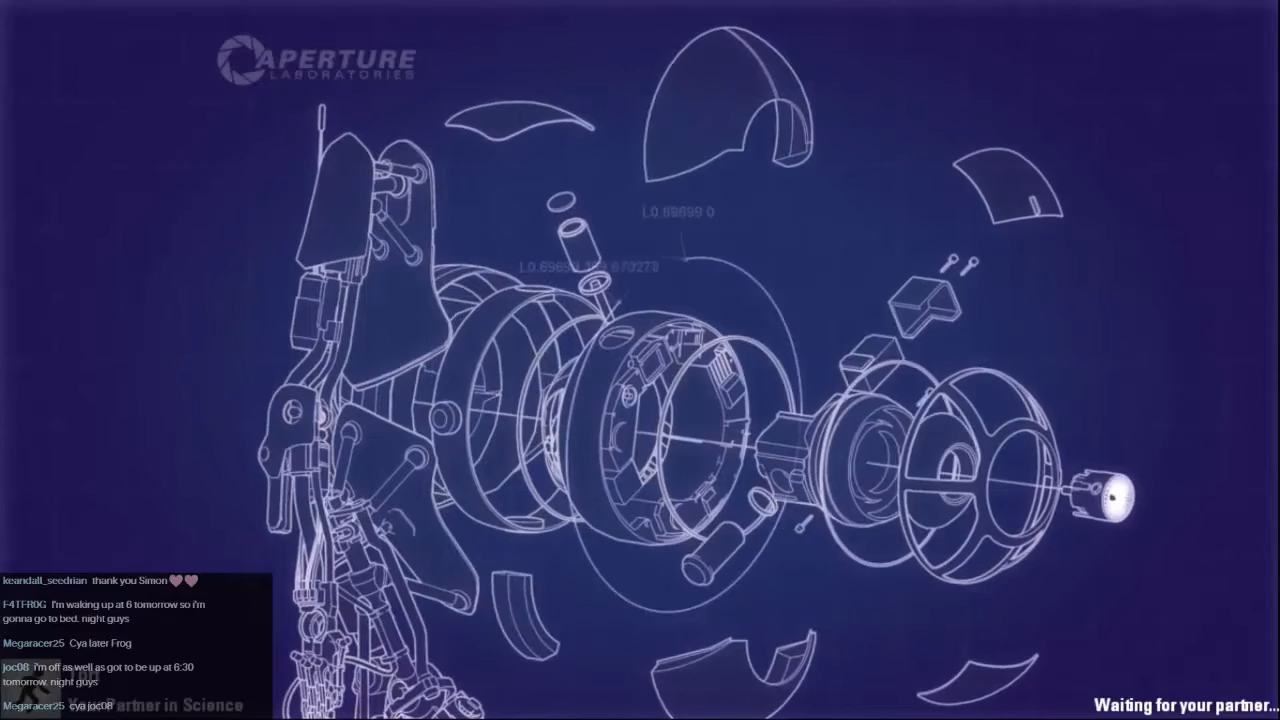 APERTURE
LABORATORIES
L0.69699 0
keandall_seedrian thank you Simon
F4TFR0G I'm waking up at 6 tomorrow so i'm
gonna go to bed. night guys
Megaracer25 Cya later Frog
joc08 i'm off as well as got to be up at 6:30
tomorrow. night guys
Partner in Science
Megaracer25 cya joc08
Waiting for your partner...